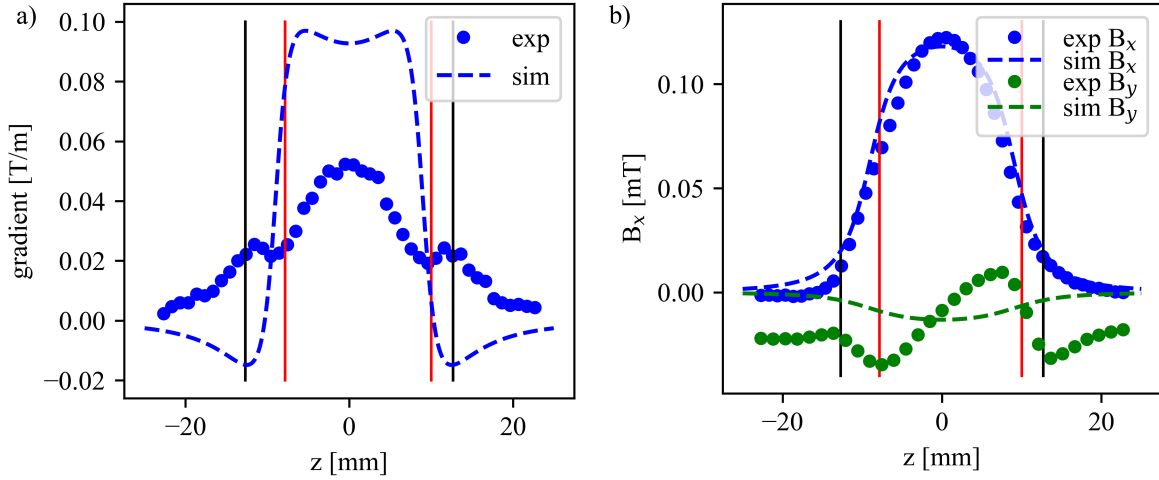 a)
0.10
0.08
0.06
0.04
0.02
0.00
−0.02
gradient [T/m]
−20
0
20
z [mm]
exp
sim
b)
0.10
0.05
0.00
B_x [mT]
−20
0
20
z [mm]
exp B_x
sim B_x
exp B_y
sim B_y